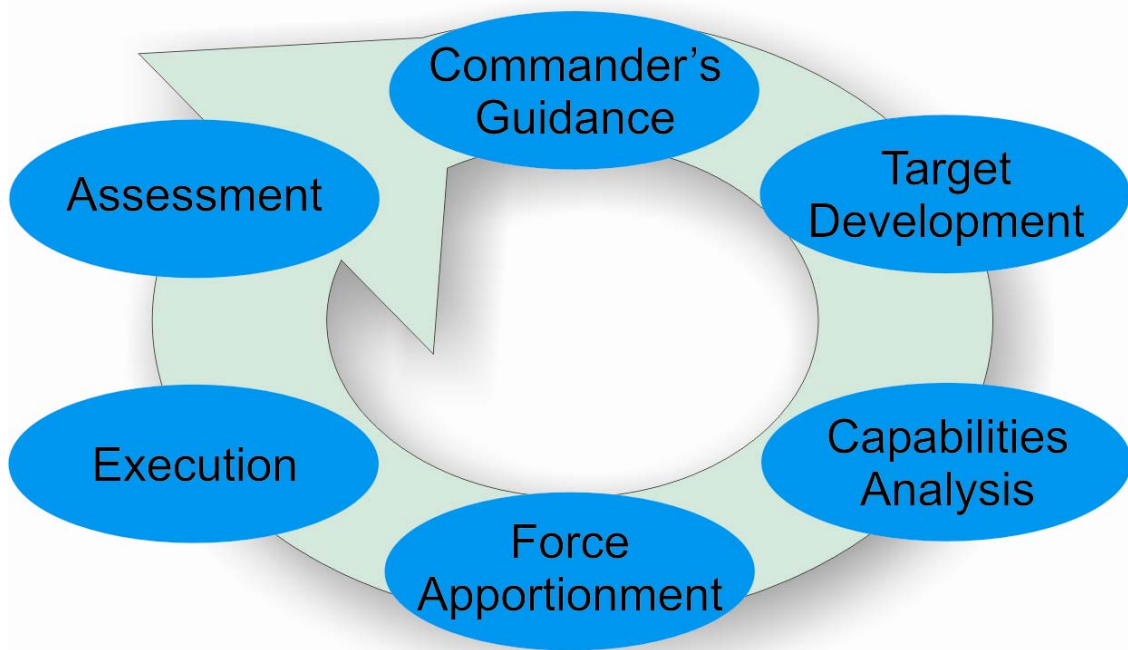 Commander’s
Guidance
Target
Development
Capabilities
Analysis
Force
Apportionment
Execution
Assessment